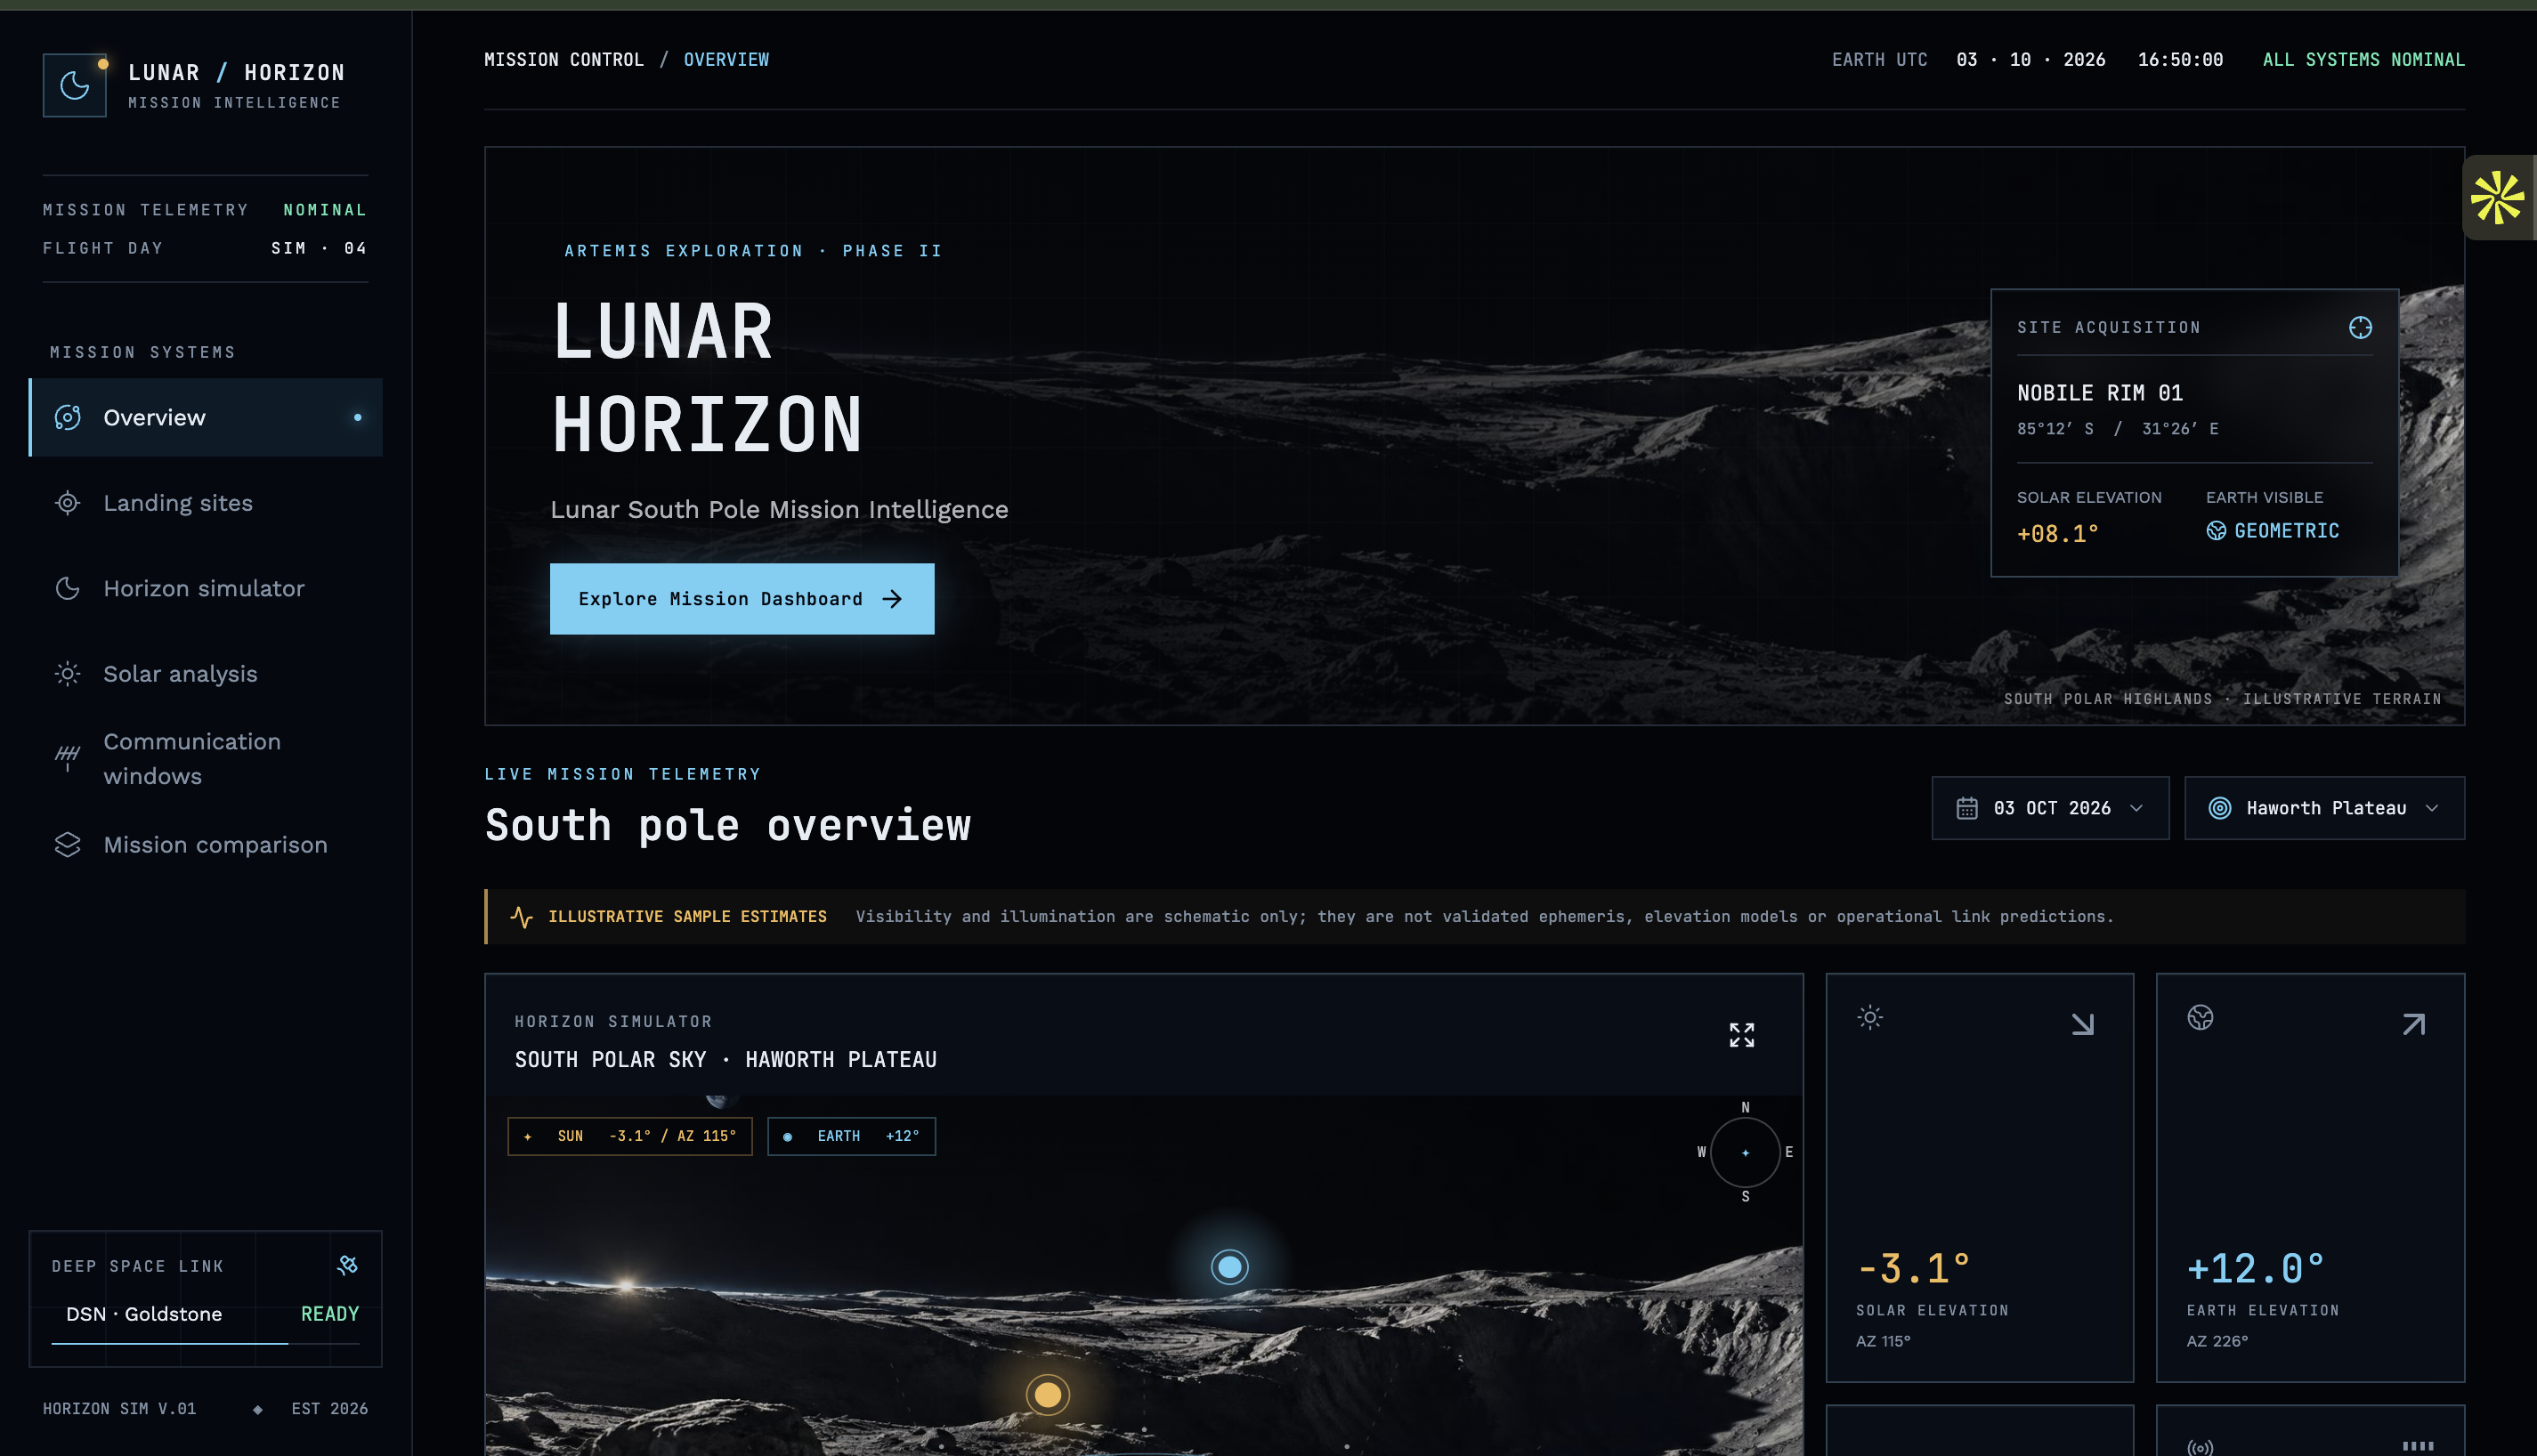 LUNAR / HORIZON
MISSION INTELLIGENCE
MISSION TELEMETRY NOMINAL
FLIGHT DAY SIM · 04
MISSION SYSTEMS
Overview
Landing sites
Horizon simulator
Solar analysis
Communication
windows
Mission comparison
DEEP SPACE LINK
DSN · Goldstone READY
HORIZON SIM V.01 ◆ EST 2026
MISSION CONTROL / OVERVIEW
EARTH UTC 03 · 10 · 2026 16:50:00 ALL SYSTEMS NOMINAL
ARTEMIS EXPLORATION · PHASE II
LUNAR
HORIZON
Lunar South Pole Mission Intelligence
Explore Mission Dashboard
SITE ACQUISITION
NOBILE RIM 01
85°12′ S / 31°26′ E
SOLAR ELEVATION EARTH VISIBLE
+08.1° GEOMETRIC
SOUTH POLAR HIGHLANDS · ILLUSTRATIVE TERRAIN
LIVE MISSION TELEMETRY
South pole overview
03 OCT 2026 Haworth Plateau
ILLUSTRATIVE SAMPLE ESTIMATES Visibility and illumination are schematic only; they are not validated ephemeris, elevation models or operational link predictions.
HORIZON SIMULATOR
SOUTH POLAR SKY · HAWORTH PLATEAU
SUN -3.1° / AZ 115° EARTH +12°
N
W E
S
-3.1°
SOLAR ELEVATION
AZ 115°
+12.0°
EARTH ELEVATION
AZ 226°